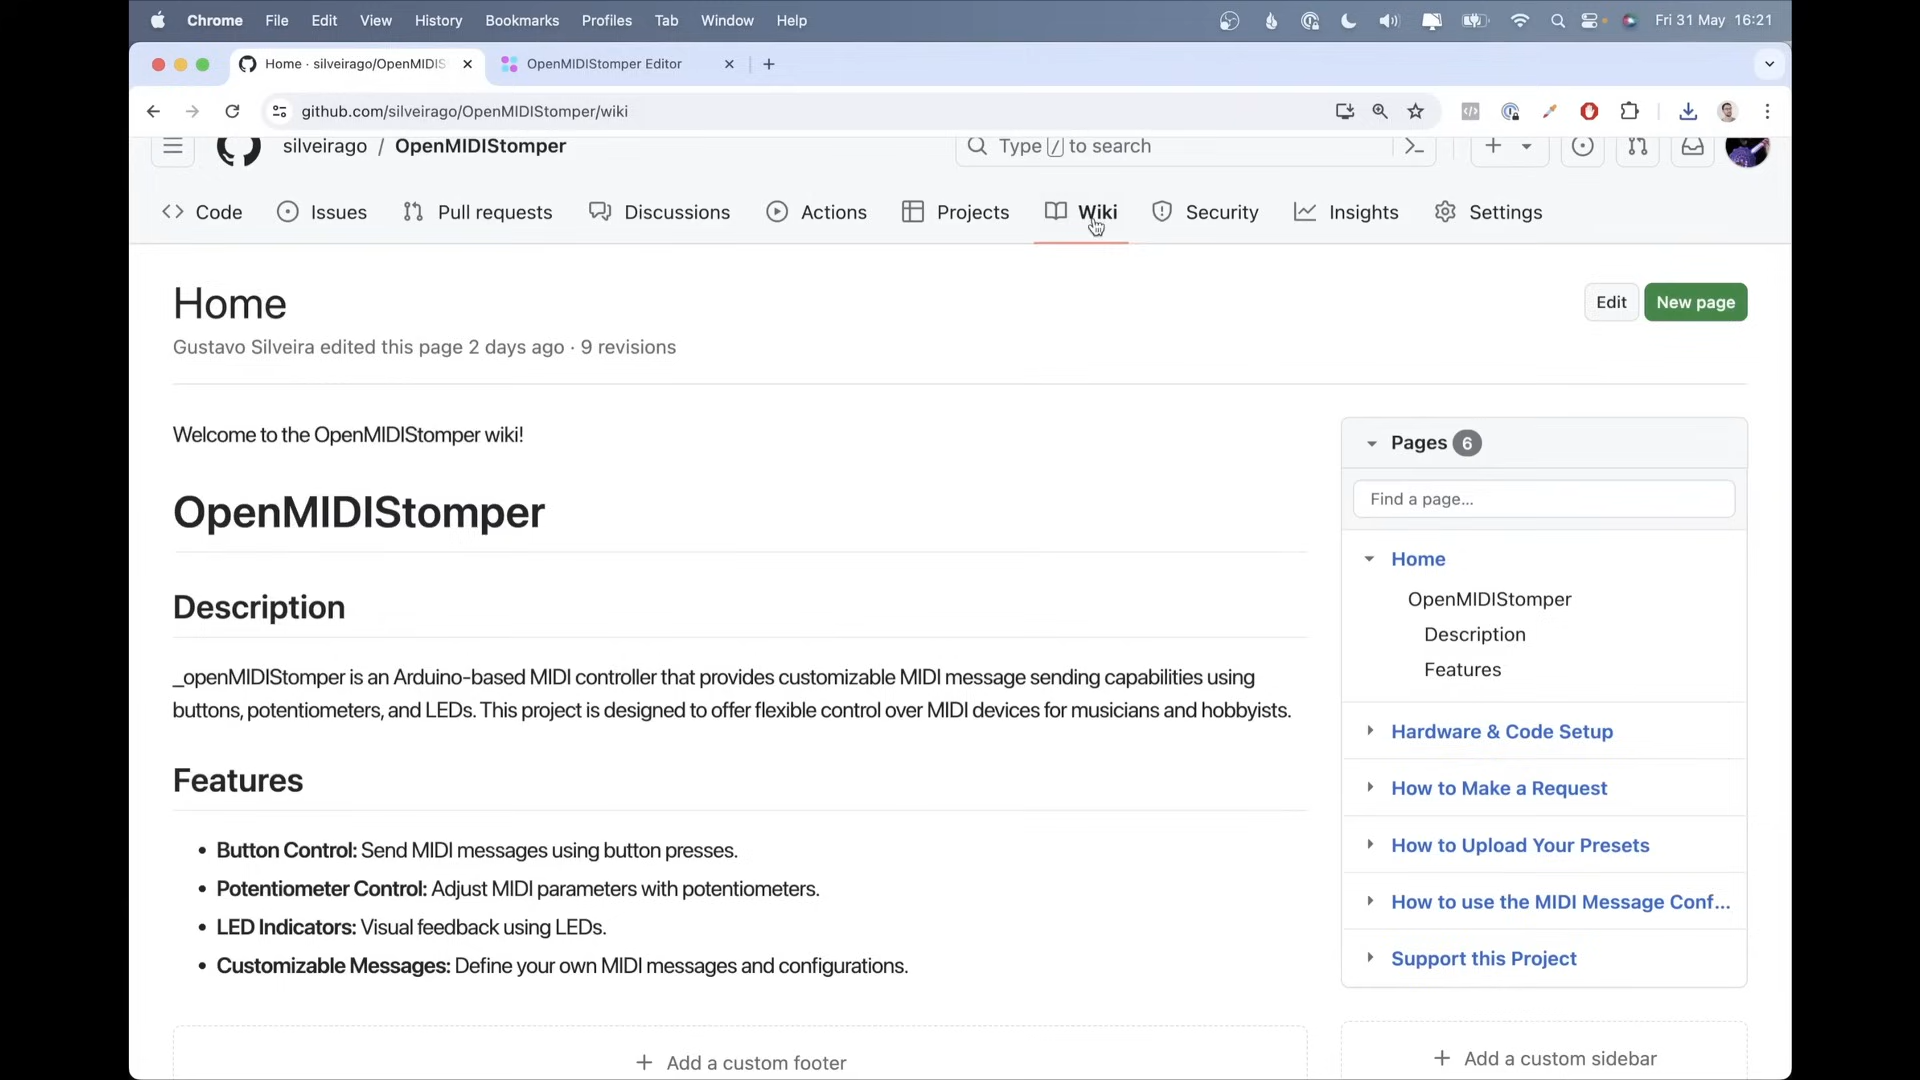 Chrome File Edit View History Bookmarks Profiles Tab Window Help Fri 31 May 16:21
Home · silveirago/OpenMIDIS OpenMIDIStomper Editor
github.com/silveirago/OpenMIDIStomper/wiki
silveirago / OpenMIDIStomper Type / to search
Code Issues Pull requests Discussions Actions Projects Wiki Security Insights Settings
Home
Edit New page
Gustavo Silveira edited this page 2 days ago · 9 revisions
Welcome to the OpenMIDIStomper wiki!
OpenMIDIStomper
Description
_openMIDIStomper is an Arduino-based MIDI controller that provides customizable MIDI message sending capabilities using
buttons, potentiometers, and LEDs. This project is designed to offer flexible control over MIDI devices for musicians and hobbyists.
Features
• Button Control: Send MIDI messages using button presses.
• Potentiometer Control: Adjust MIDI parameters with potentiometers.
• LED Indicators: Visual feedback using LEDs.
• Customizable Messages: Define your own MIDI messages and configurations.
+ Add a custom footer
Pages 6
Find a page...
Home
OpenMIDIStomper
Description
Features
Hardware & Code Setup
How to Make a Request
How to Upload Your Presets
How to use the MIDI Message Conf...
Support this Project
+ Add a custom sidebar